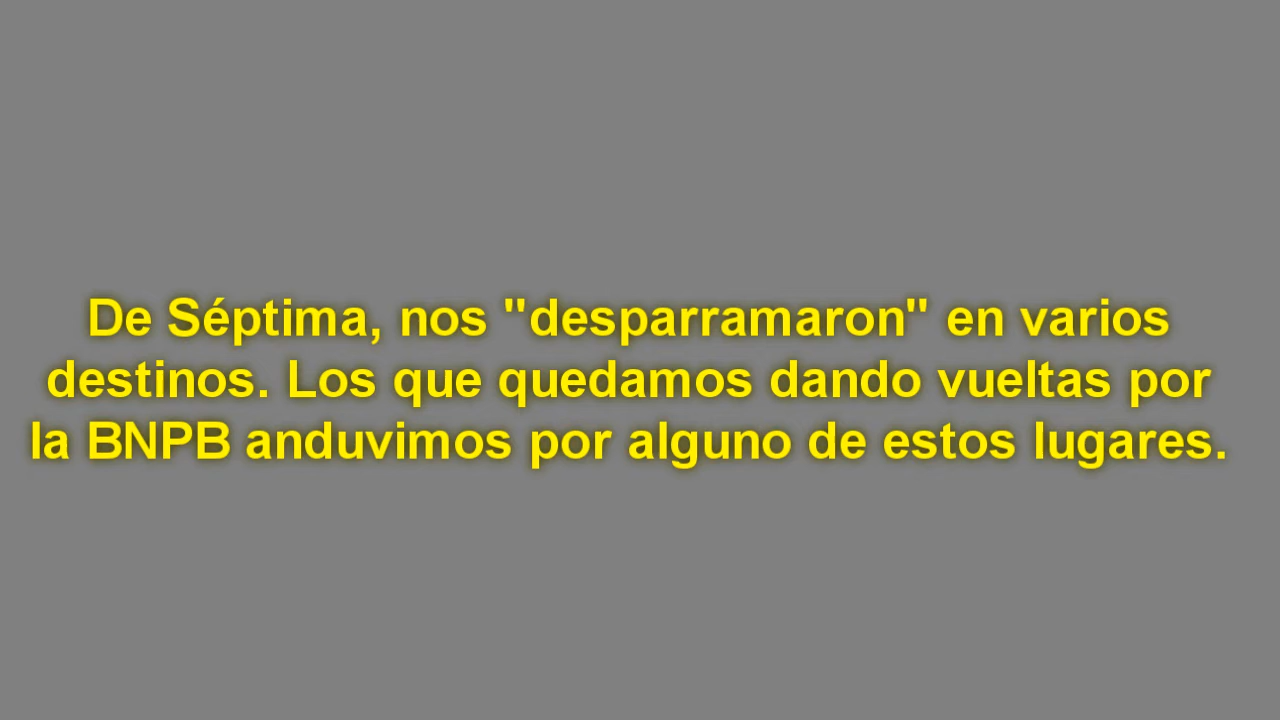 De Séptima, nos "desparramaron" en varios
destinos. Los que quedamos dando vueltas por
la BNPB anduvimos por alguno de estos lugares.